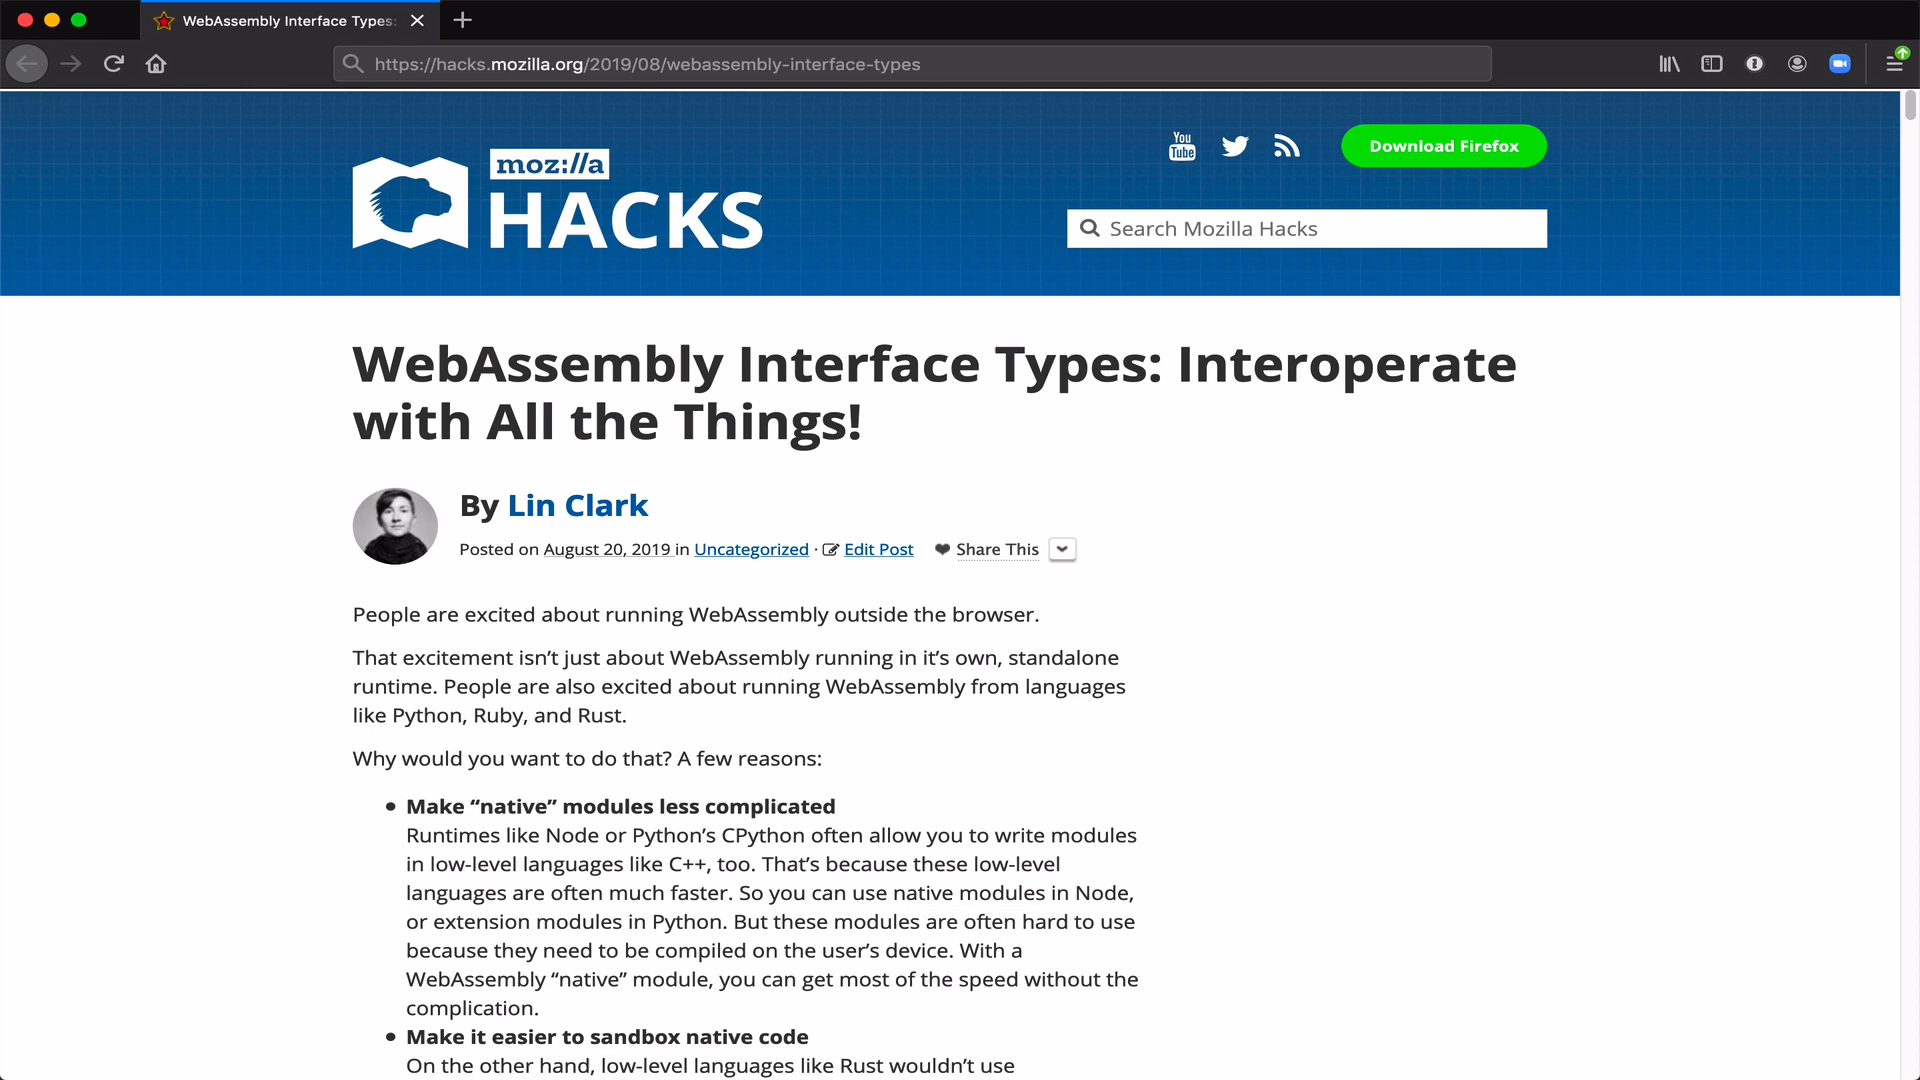 WebAssembly Interface Types:
https://hacks.mozilla.org/2019/08/webassembly-interface-types
You
Tube
Download Firefox
moz://a
HACKS
Search Mozilla Hacks
WebAssembly Interface Types: Interoperate
with All the Things!
By Lin Clark
Posted on August 20, 2019 in Uncategorized · Edit Post Share This
People are excited about running WebAssembly outside the browser.
That excitement isn’t just about WebAssembly running in it’s own, standalone
runtime. People are also excited about running WebAssembly from languages
like Python, Ruby, and Rust.
Why would you want to do that? A few reasons:
• Make “native” modules less complicated
Runtimes like Node or Python’s CPython often allow you to write modules
in low-level languages like C++, too. That’s because these low-level
languages are often much faster. So you can use native modules in Node,
or extension modules in Python. But these modules are often hard to use
because they need to be compiled on the user’s device. With a
WebAssembly “native” module, you can get most of the speed without the
complication.
• Make it easier to sandbox native code
On the other hand, low-level languages like Rust wouldn’t use